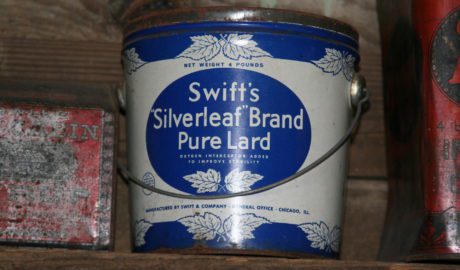 NET WEIGHT 4 POUNDS
Swift's
"Silverleaf" Brand
Pure Lard
OXYGEN INTERCEPTOR ADDED
TO IMPROVE STABILITY
MANUFACTURED BY SWIFT & COMPANY - GENERAL OFFICE - CHICAGO, ILL.